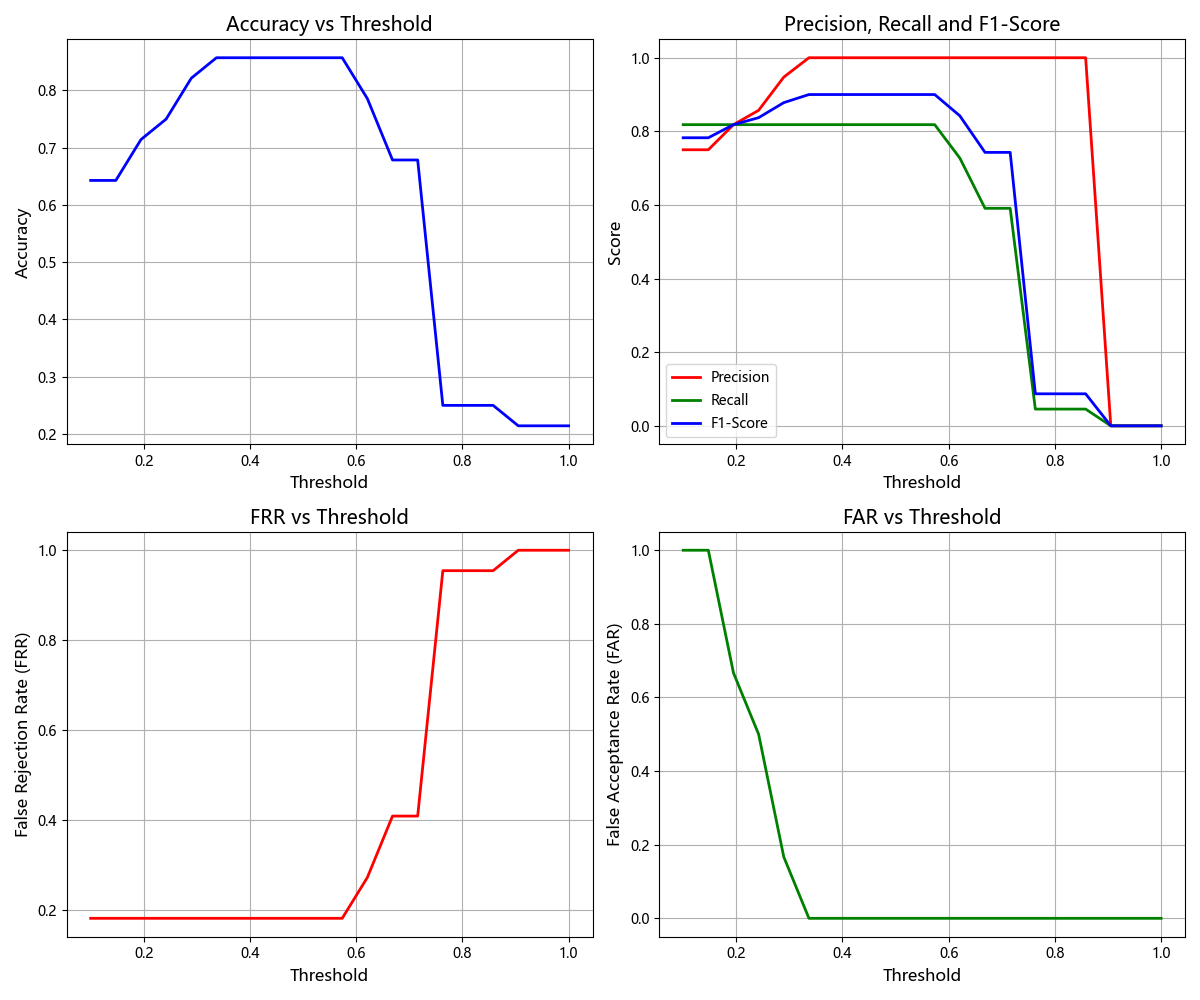 Accuracy vs Threshold
Accuracy
0.8
0.7
0.6
0.5
0.4
0.3
0.2
0.2 0.4 0.6 0.8 1.0
Threshold
Precision, Recall and F1-Score
Score
1.0
0.8
0.6
0.4
0.2
0.0
Precision
Recall
F1-Score
0.2 0.4 0.6 0.8 1.0
Threshold
FRR vs Threshold
False Rejection Rate (FRR)
1.0
0.8
0.6
0.4
0.2
0.2 0.4 0.6 0.8 1.0
Threshold
FAR vs Threshold
False Acceptance Rate (FAR)
1.0
0.8
0.6
0.4
0.2
0.0
0.2 0.4 0.6 0.8 1.0
Threshold